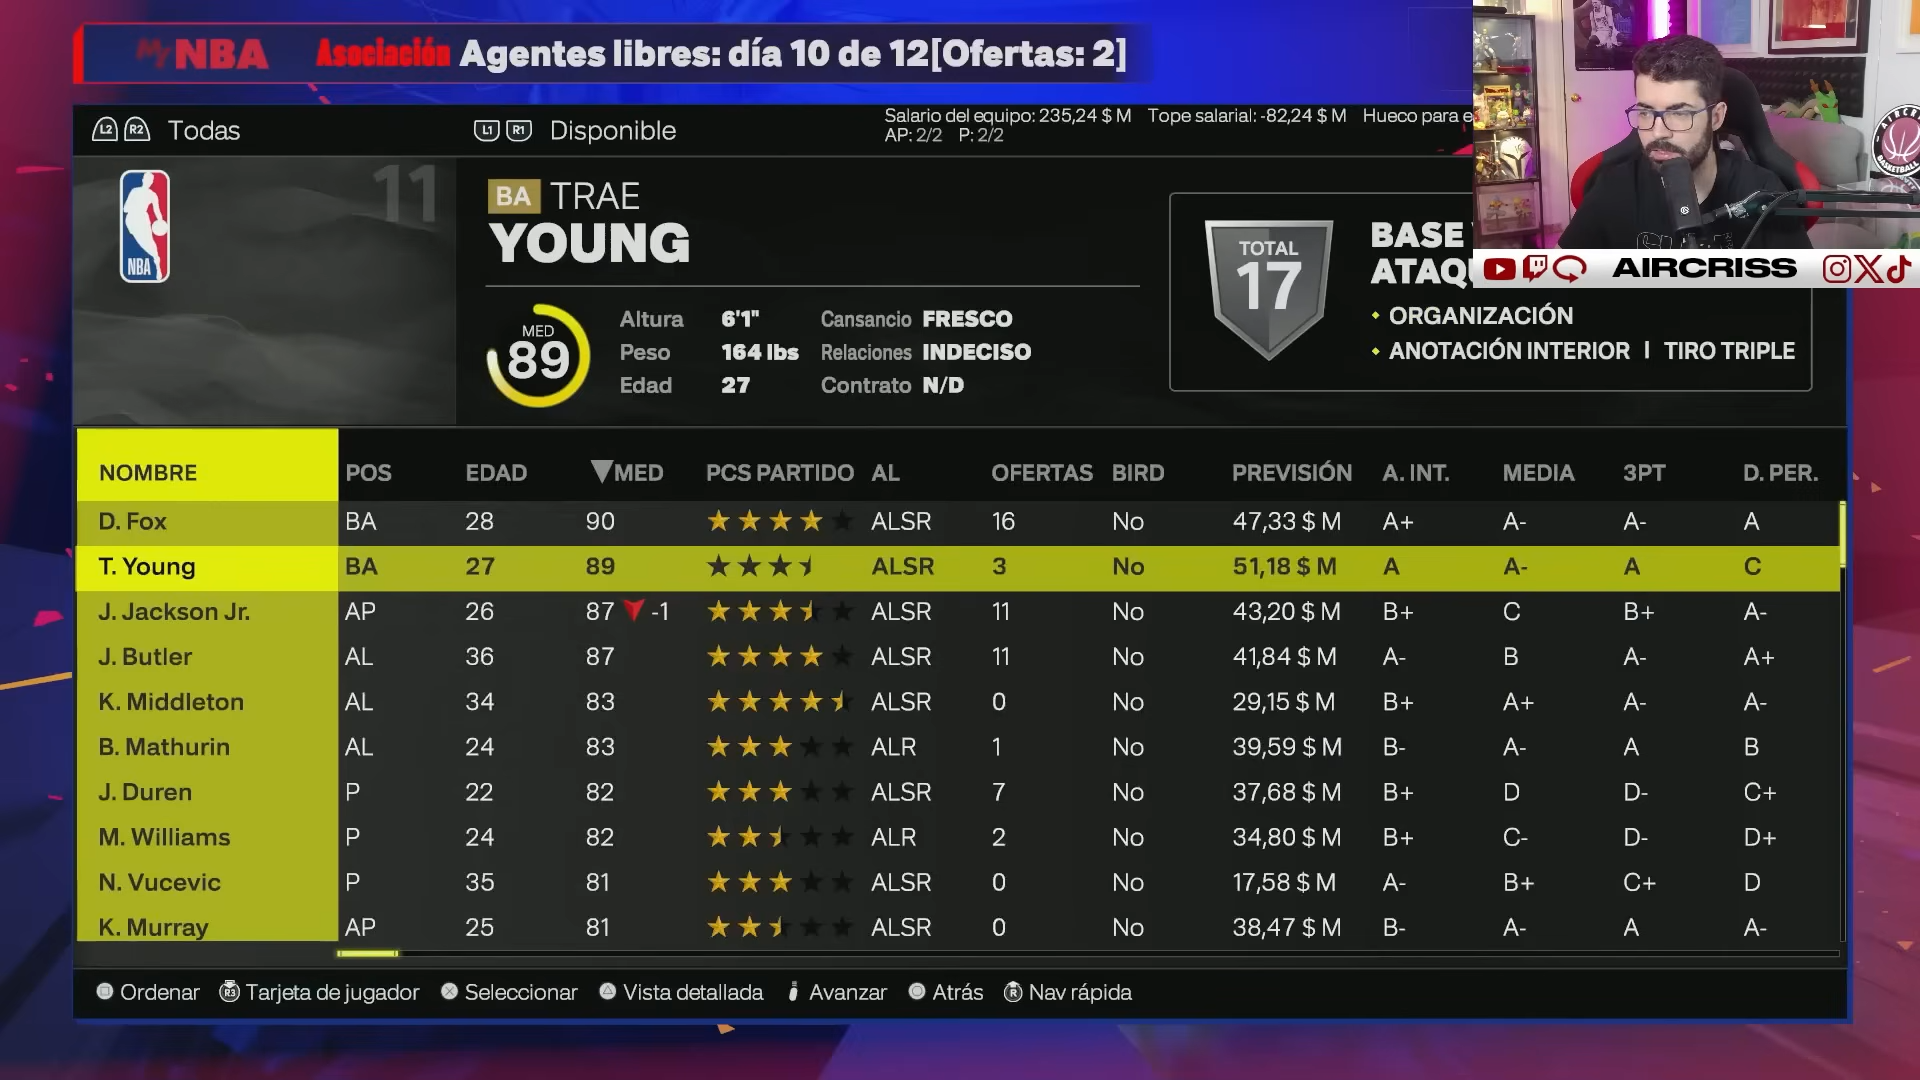 MyNBA Asociación Agentes libres: día 10 de 12[Ofertas: 2]
L2 R2 Todas
L1 R1 Disponible
Salario del equipo: 235,24 $ M Tope salarial: -82,24 $ M Hueco para e
AP: 2/2 P: 2/2
11
NBA
BA TRAE
YOUNG
MED
89
Altura 6'1"
Peso 164 lbs
Edad 27
Cansancio FRESCO
Relaciones INDECISO
Contrato N/D
TOTAL
17
BASE
ATAQU
ORGANIZACIÓN
ANOTACIÓN INTERIOR | TIRO TRIPLE
AIRCRISS
NOMBRE POS EDAD MED PCS PARTIDO AL OFERTAS BIRD PREVISIÓN A. INT. MEDIA 3PT D. PER.
D. Fox BA 28 90 ALSR 16 No 47,33 $ M A+ A- A- A
T. Young BA 27 89 ALSR 3 No 51,18 $ M A A- A C
J. Jackson Jr. AP 26 87 -1 ALSR 11 No 43,20 $ M B+ C B+ A-
J. Butler AL 36 87 ALSR 11 No 41,84 $ M A- B A- A+
K. Middleton AL 34 83 ALSR 0 No 29,15 $ M B+ A+ A- A-
B. Mathurin AL 24 83 ALR 1 No 39,59 $ M B- A- A B
J. Duren P 22 82 ALSR 7 No 37,68 $ M B+ D D- C+
M. Williams P 24 82 ALR 2 No 34,80 $ M B+ C- D- D+
N. Vucevic P 35 81 ALSR 0 No 17,58 $ M A- B+ C+ D
K. Murray AP 25 81 ALSR 0 No 38,47 $ M B- A- A A-
Ordenar R3 Tarjeta de jugador Seleccionar Vista detallada Avanzar Atrás R Nav rápida